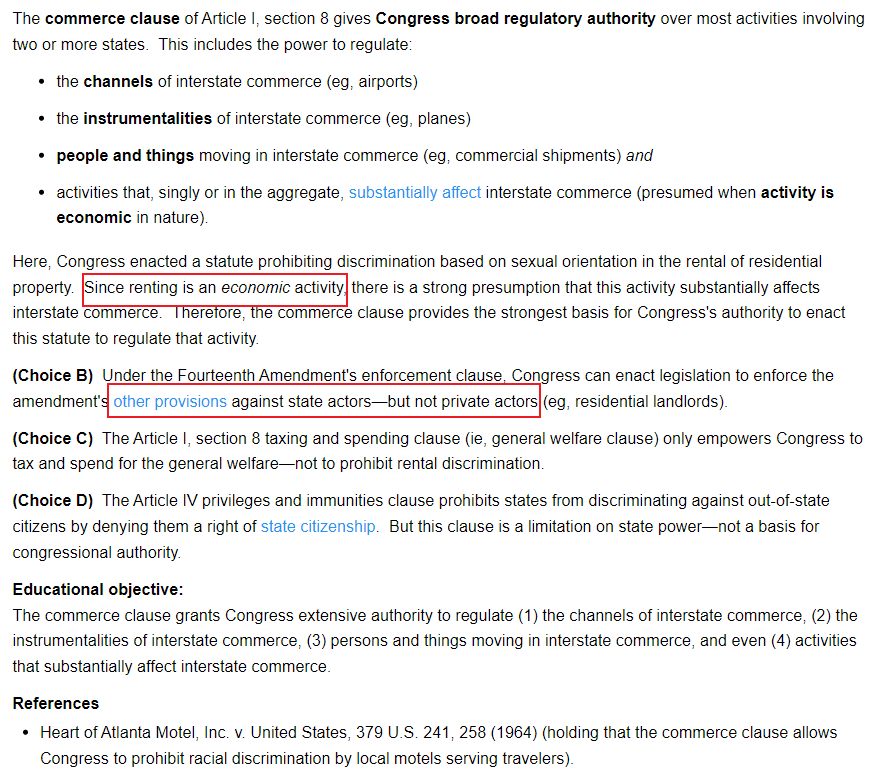 The commerce clause of Article I, section 8 gives Congress broad regulatory authority over most activities involving
two or more states.  This includes the power to regulate:
• the channels of interstate commerce (eg, airports)
• the instrumentalities of interstate commerce (eg, planes)
• people and things moving in interstate commerce (eg, commercial shipments) and
• activities that, singly or in the aggregate, substantially affect interstate commerce (presumed when activity is
economic in nature).
Here, Congress enacted a statute prohibiting discrimination based on sexual orientation in the rental of residential
property.  Since renting is an economic activity, there is a strong presumption that this activity substantially affects
interstate commerce.  Therefore, the commerce clause provides the strongest basis for Congress's authority to enact
this statute to regulate that activity.
(Choice B)  Under the Fourteenth Amendment's enforcement clause, Congress can enact legislation to enforce the
amendment's other provisions against state actors—but not private actors (eg, residential landlords).
(Choice C)  The Article I, section 8 taxing and spending clause (ie, general welfare clause) only empowers Congress to
tax and spend for the general welfare—not to prohibit rental discrimination.
(Choice D)  The Article IV privileges and immunities clause prohibits states from discriminating against out-of-state
citizens by denying them a right of state citizenship.  But this clause is a limitation on state power—not a basis for
congressional authority.
Educational objective:
The commerce clause grants Congress extensive authority to regulate (1) the channels of interstate commerce, (2) the
instrumentalities of interstate commerce, (3) persons and things moving in interstate commerce, and even (4) activities
that substantially affect interstate commerce.
References
• Heart of Atlanta Motel, Inc. v. United States, 379 U.S. 241, 258 (1964) (holding that the commerce clause allows
Congress to prohibit racial discrimination by local motels serving travelers).